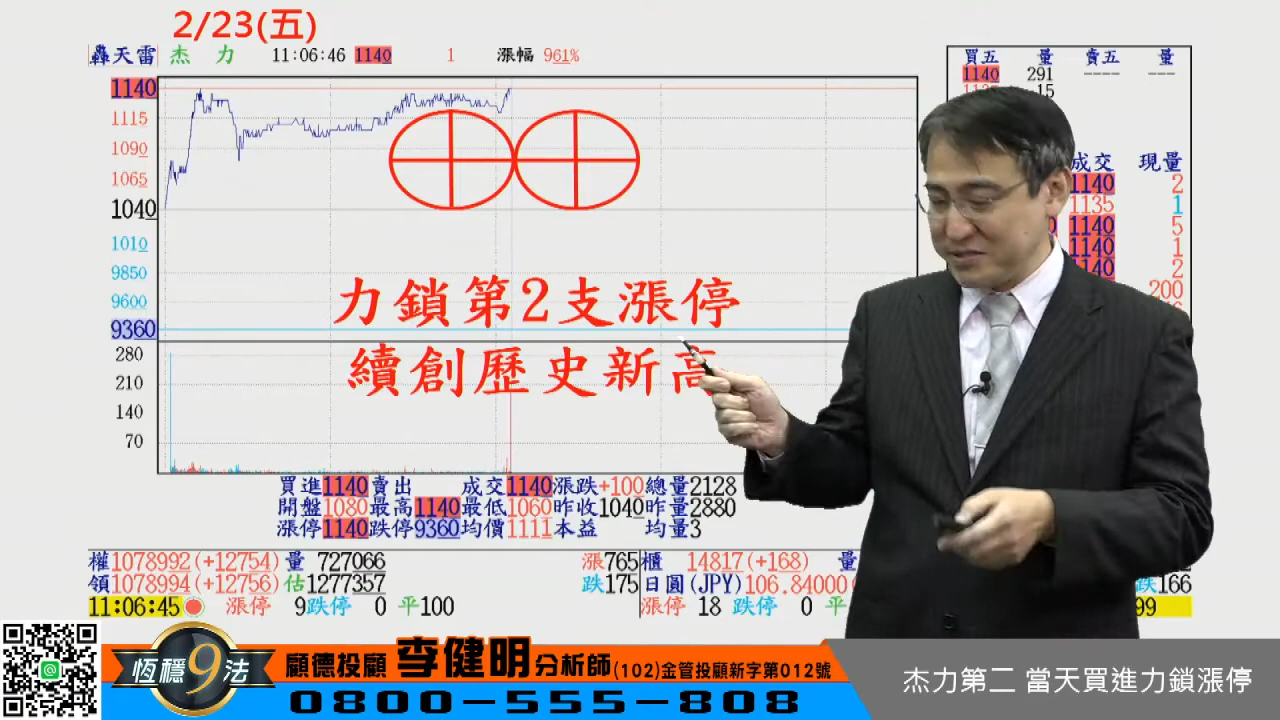 2/23(五)
轟天雷 杰 力 11:06:46 1140 1 漲幅 961%
買五 量 賣五 量
1140 291 ---- ---
15
1140
1115
1090
1065
1040
1010
9850
9600
9360
280
210
140
70
成交 現量
1140 2
1135 1
1140 5
1140 1
1140 2
200
力鎖第2支漲停
續創歷史新高
買進1140賣出 成交1140漲跌+100總量2128
開盤1080最高1140最低1060昨收1040昨量2880
漲停1140跌停9360均價1111本益 均量3
權1078992(+12754)量 727066 漲765櫃 14817(+168) 量
領1078994(+12756)估1277357 跌175日圓(JPY)106.84000 跌166
11:06:45 漲停 9跌停 0 平100 漲停 18 跌停 0 平 99
恆穩9法
顧德投顧 李健明分析師(102)金管投顧新字第012號
0800-555-808
杰力第二 當天買進力鎖漲停